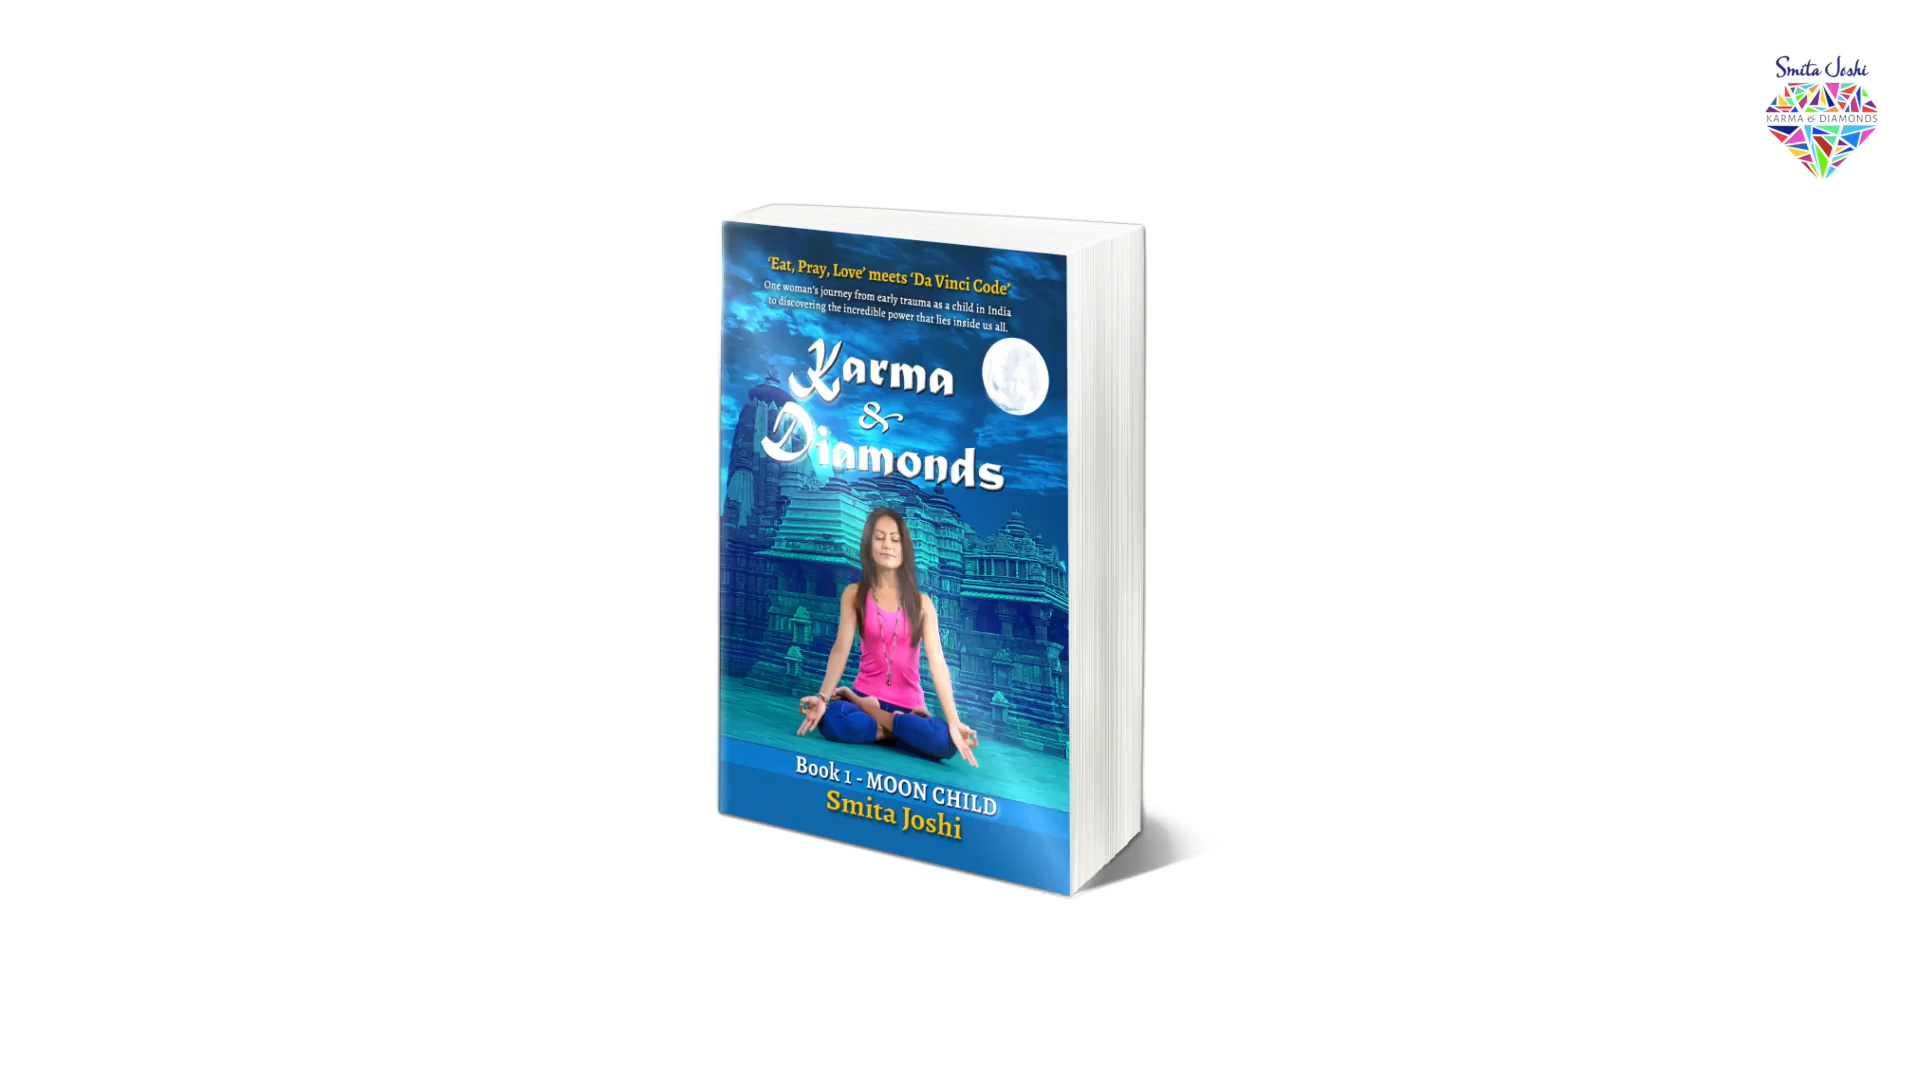 Smita Joshi
KARMA & DIAMONDS
‘Eat, Pray, Love’ meets ‘Da Vinci Code’
One woman's journey from early trauma as a child in India
to discovering the incredible power that lies inside us all.
Karma
&
Diamonds
Book 1 - MOON CHILD
Smita Joshi